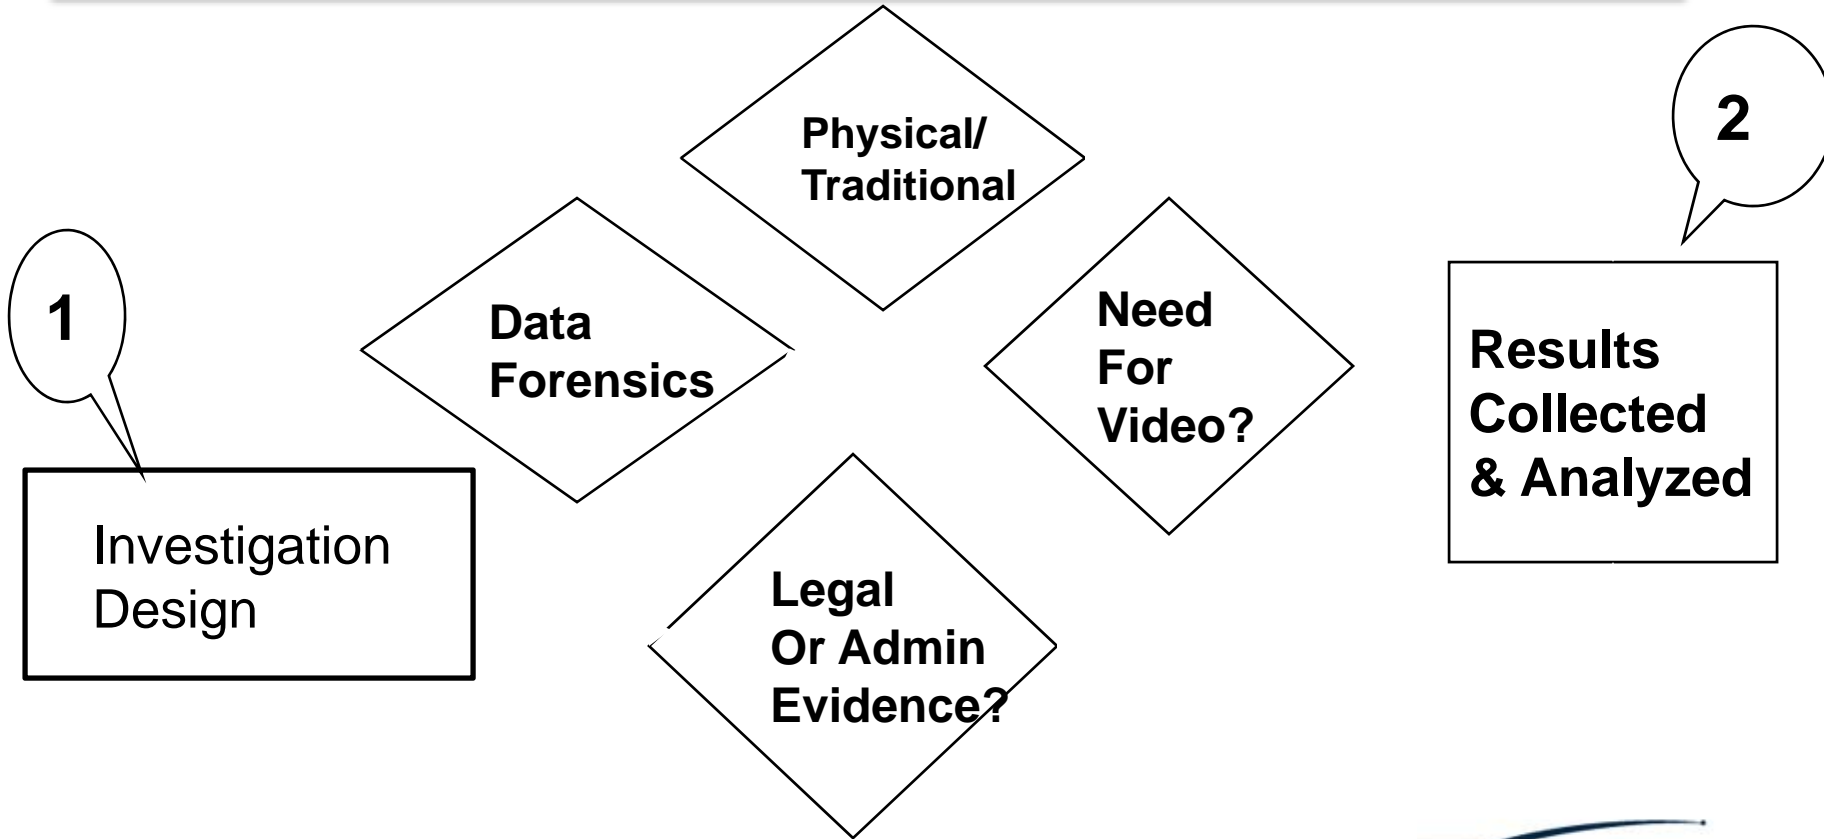 1
Investigation
Design
Data
Forensics
Physical/
Traditional
Legal
Or Admin
Evidence?
Need
For
Video?
2
Results
Collected
& Analyzed